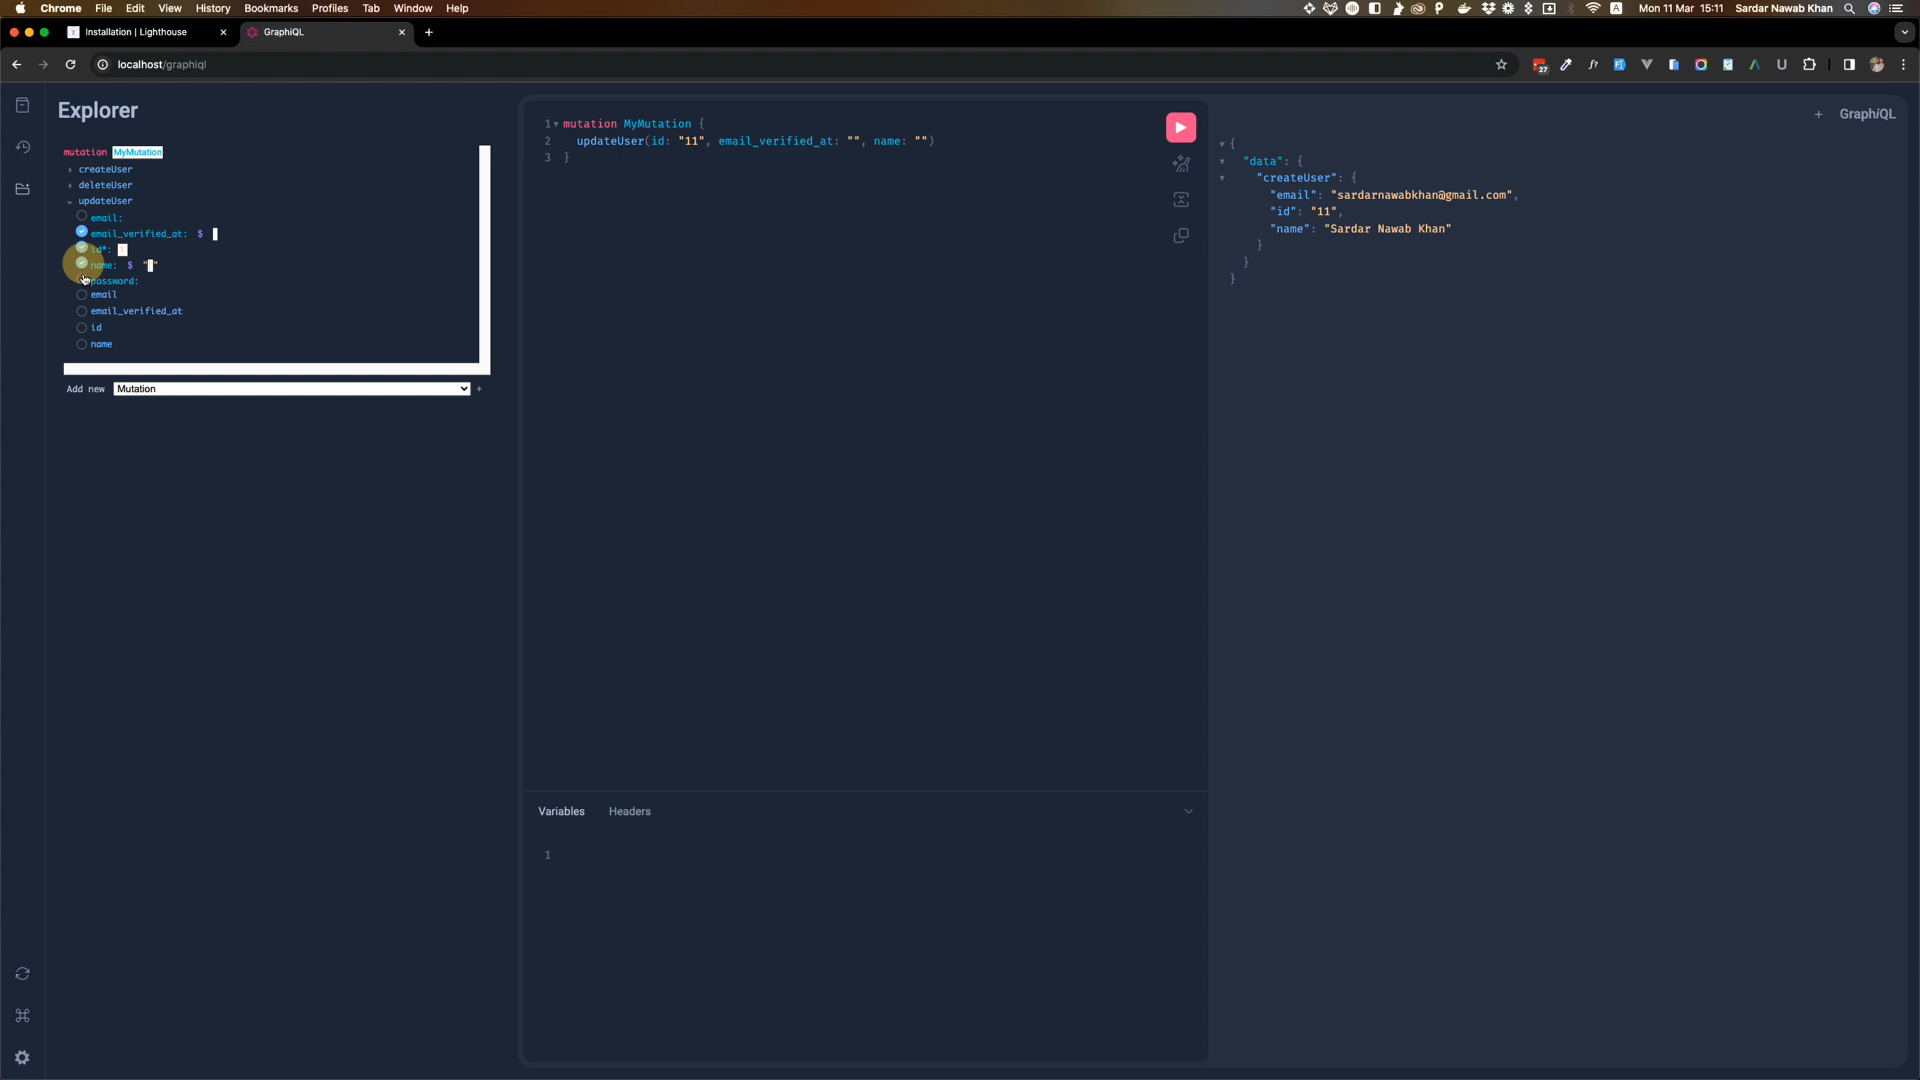 Chrome File Edit View History Bookmarks Profiles Tab Window Help
Mon 11 Mar 15:11 Sardar Nawab Khan
Installation | Lighthouse
GraphiQL
localhost/graphiql
27
Explorer
mutation MyMutation
createUser
deleteUser
updateUser
email:
email_verified_at: $
id*:
name: $ ""
password:
email
email_verified_at
id
name
Add new Mutation +
1 mutation MyMutation {
2 updateUser(id: "11", email_verified_at: "", name: "")
3 }
Variables Headers
1
+ GraphiQL
{
"data": {
"createUser": {
"email": "sardarnawabkhan@gmail.com",
"id": "11",
"name": "Sardar Nawab Khan"
}
}
}